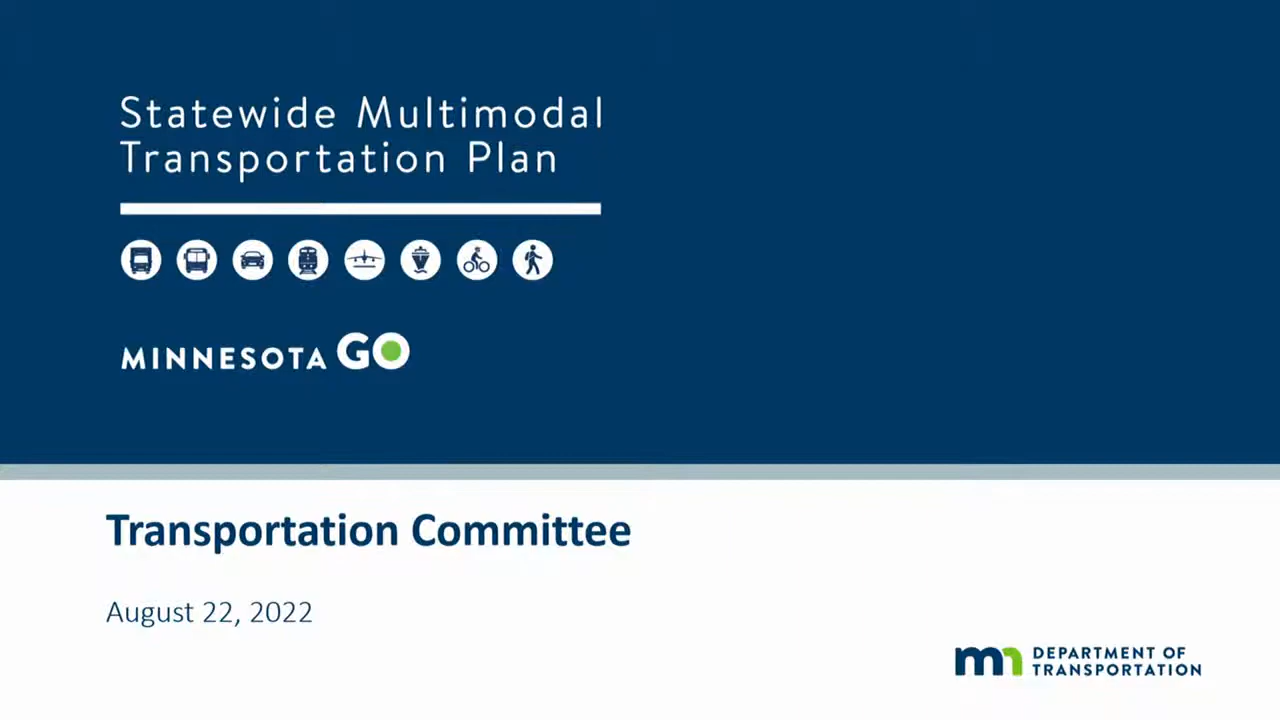 Statewide Multimodal
Transportation Plan
MINNESOTA GO
Transportation Committee
August 22, 2022
mn DEPARTMENT OF
TRANSPORTATION